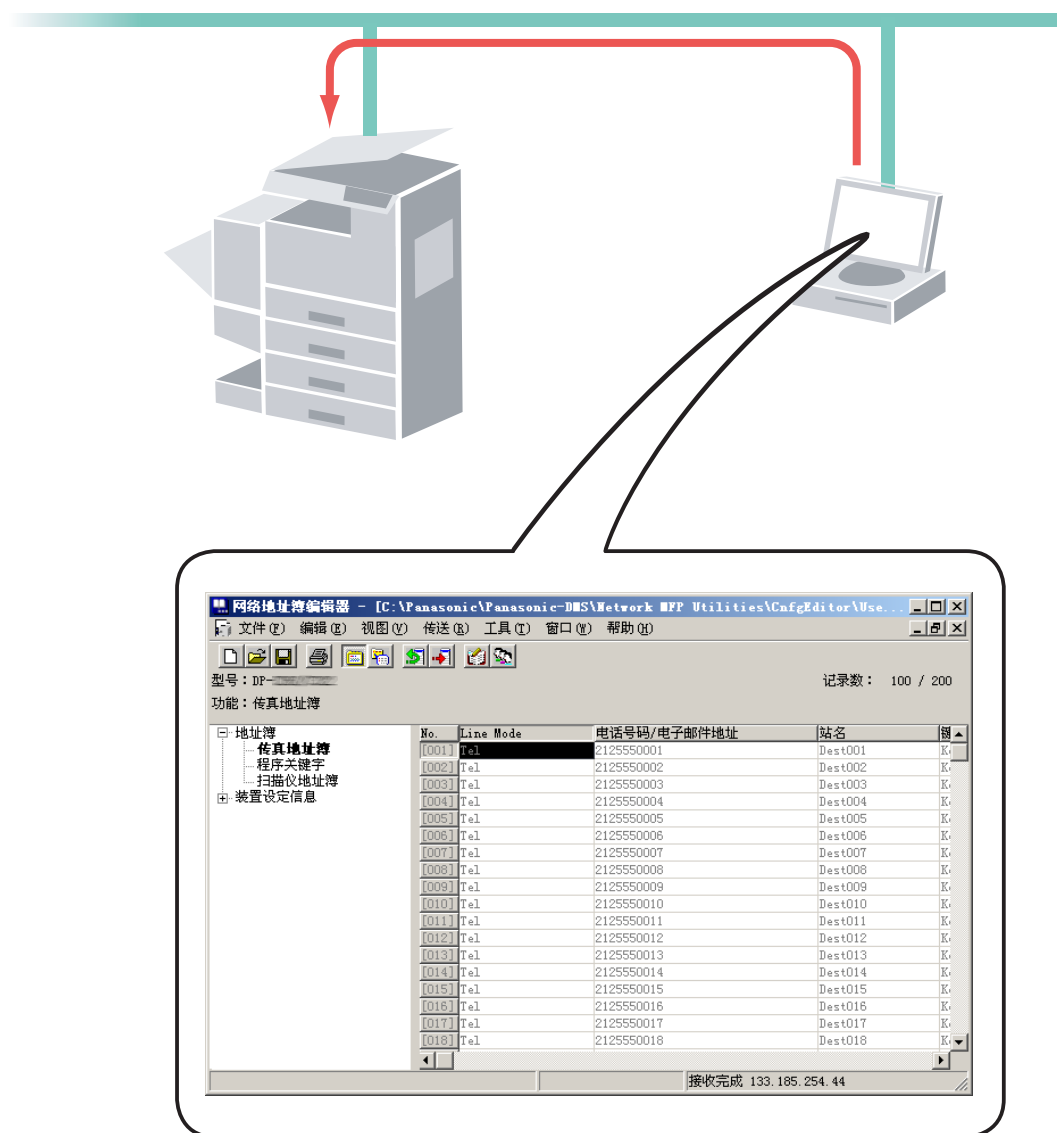 网络地址簿编辑器 - [C:\Panasonic\Panasonic-DMS\Network MFP Utilities\CnfgEditor\Use...
文件(F) 编辑(E) 视图(V) 传送(R) 工具(T) 窗口(W) 帮助(H)
型号：DP- 记录数： 100 / 200
功能：传真地址簿
地址簿
传真地址簿
程序关键字
扫描仪地址簿
装置设定信息
No. Line Mode 电话号码/电子邮件地址 站名
[001] Tel 2125550001 Dest001
[002] Tel 2125550002 Dest002
[003] Tel 2125550003 Dest003
[004] Tel 2125550004 Dest004
[005] Tel 2125550005 Dest005
[006] Tel 2125550006 Dest006
[007] Tel 2125550007 Dest007
[008] Tel 2125550008 Dest008
[009] Tel 2125550009 Dest009
[010] Tel 2125550010 Dest010
[011] Tel 2125550011 Dest011
[012] Tel 2125550012 Dest012
[013] Tel 2125550013 Dest013
[014] Tel 2125550014 Dest014
[015] Tel 2125550015 Dest015
[016] Tel 2125550016 Dest016
[017] Tel 2125550017 Dest017
[018] Tel 2125550018 Dest018
接收完成 133.185.254.44